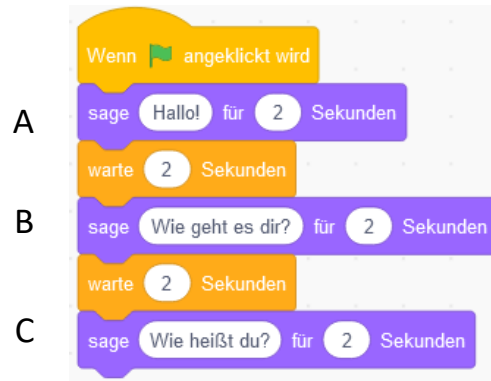 Wenn angeklickt wird
A sage Hallo! für 2 Sekunden
warte 2 Sekunden
B sage Wie geht es dir? für 2 Sekunden
warte 2 Sekunden
C sage Wie heißt du? für 2 Sekunden